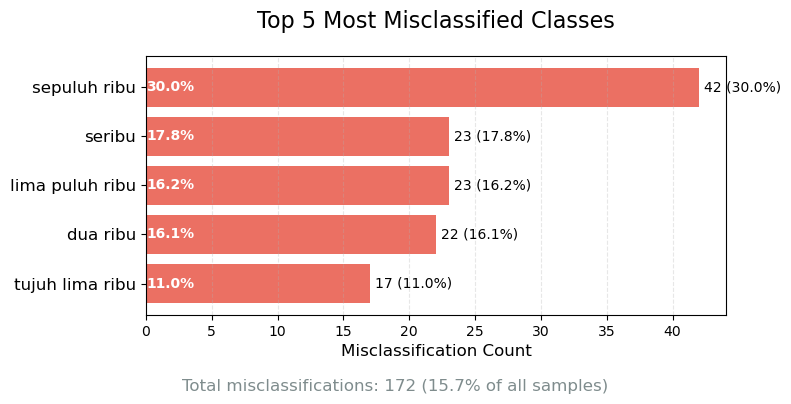 Top 5 Most Misclassified Classes
sepuluh ribu 30.0% 42 (30.0%)
seribu 17.8% 23 (17.8%)
lima puluh ribu 16.2% 23 (16.2%)
dua ribu 16.1% 22 (16.1%)
tujuh lima ribu 11.0% 17 (11.0%)
0 5 10 15 20 25 30 35 40
Misclassification Count
Total misclassifications: 172 (15.7% of all samples)